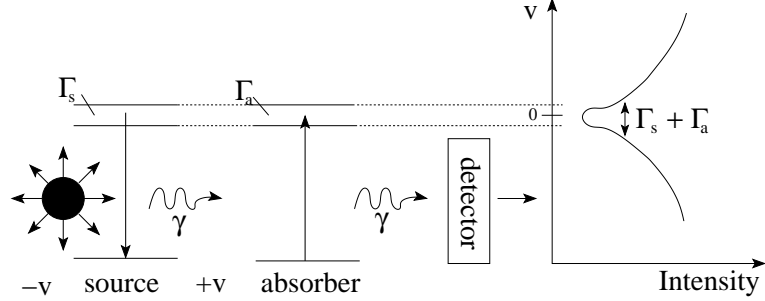 v
Γs
Γa
0
Γs + Γa
detector
γ
γ
−v source +v absorber
Intensity